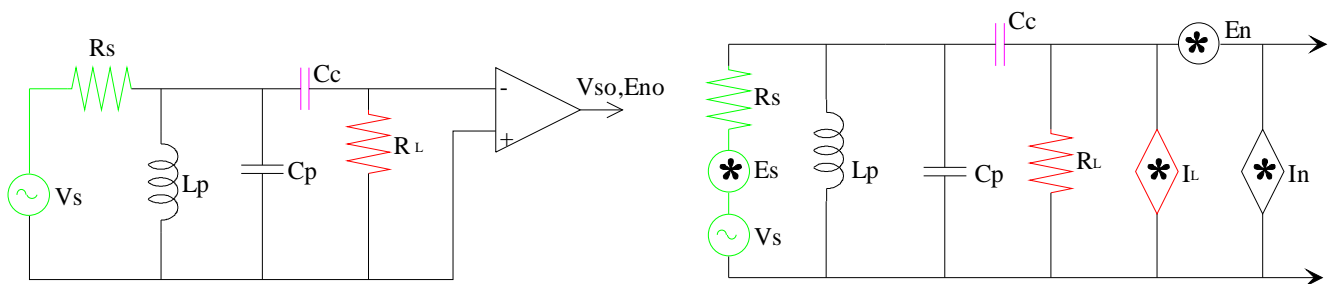 Rs
Cc
Vso,Eno
-
+
R L
Cp
Lp
Vs
Cc
En
*
Rs
* Es
Lp
Cp
RL
* IL
* In
Vs